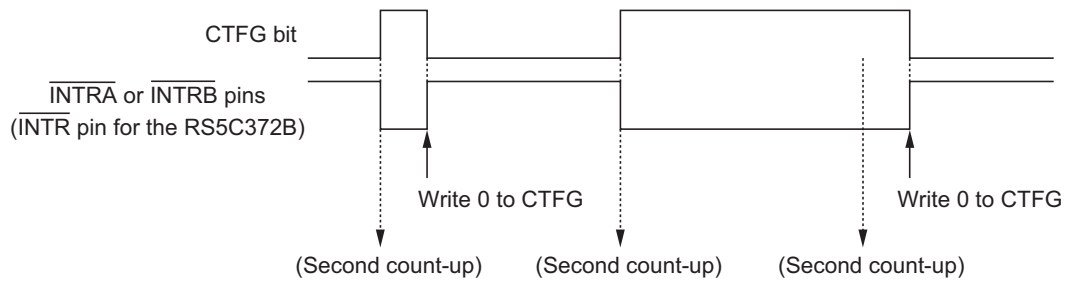 CTFG bit
INTRA or INTRB pins
(INTR pin for the RS5C372B)
Write 0 to CTFG
Write 0 to CTFG
(Second count-up)
(Second count-up)
(Second count-up)